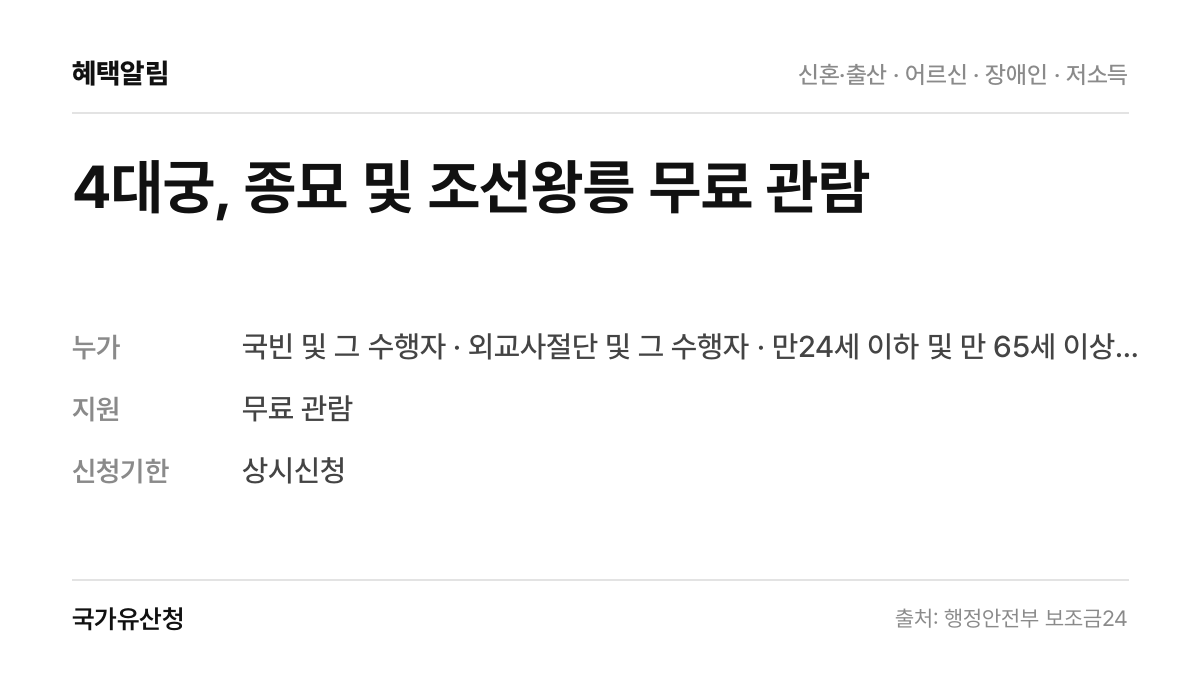 혜택알림
신혼·출산 · 어르신 · 장애인 · 저소득
4대궁, 종묘 및 조선왕릉 무료 관람
누가 국빈 및 그 수행자 · 외교사절단 및 그 수행자 · 만24세 이하 및 만 65세 이상...
지원 무료 관람
신청기한 상시신청
국가유산청
출처: 행정안전부 보조금24